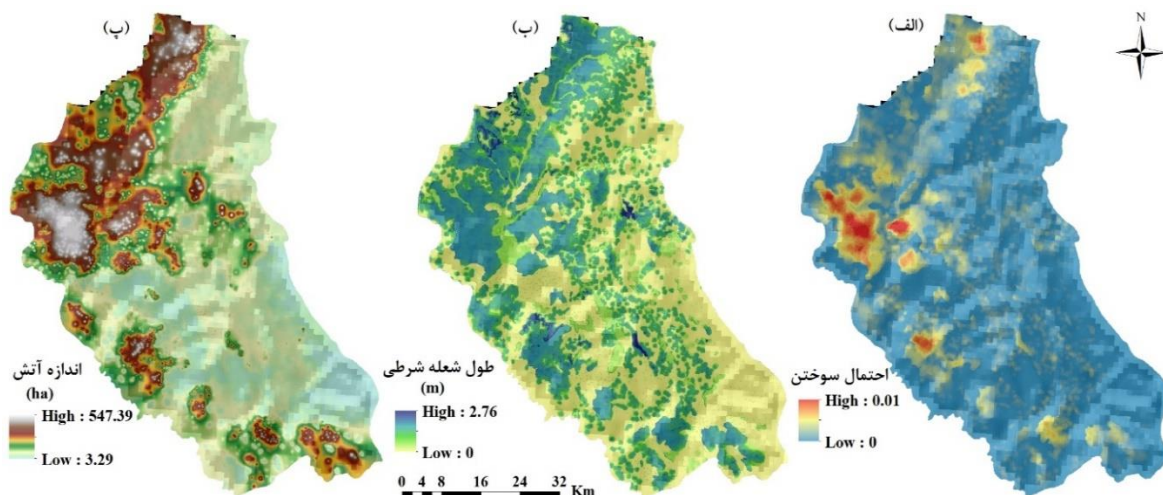 (الف)
(ب)
(پ)
N
احتمال سوختن
High : 0.01
Low : 0
طول شعله شرطی
(m)
High : 2.76
Low : 0
اندازه آتش
(ha)
High : 547.39
Low : 3.29
0 4 8 16 24 32
Km